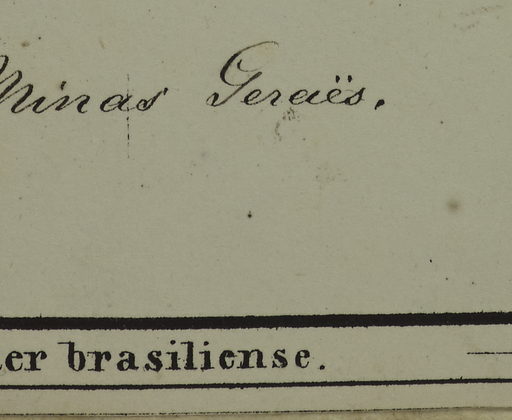 Minas Geraës.
er brasiliense.